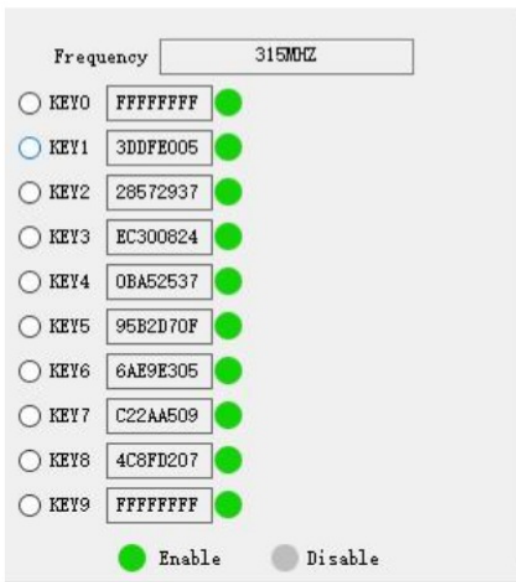 Frequency 315MHZ
KEY0 FFFFFFFF
KEY1 3DDFE005
KEY2 28572937
KEY3 EC300824
KEY4 0BA52537
KEY5 95B2D70F
KEY6 6AE9E305
KEY7 C22AA509
KEY8 4C8FD207
KEY9 FFFFFFFF
Enable Disable